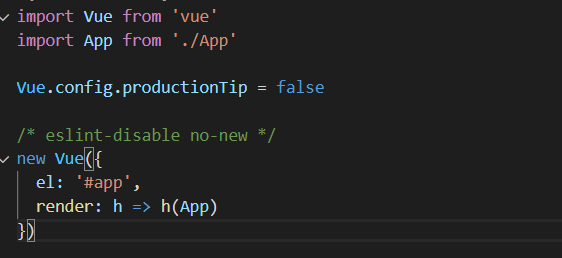 import Vue from 'vue'
import App from './App'
Vue.config.productionTip = false
/* eslint-disable no-new */
new Vue({
  el: '#app',
  render: h => h(App)
})